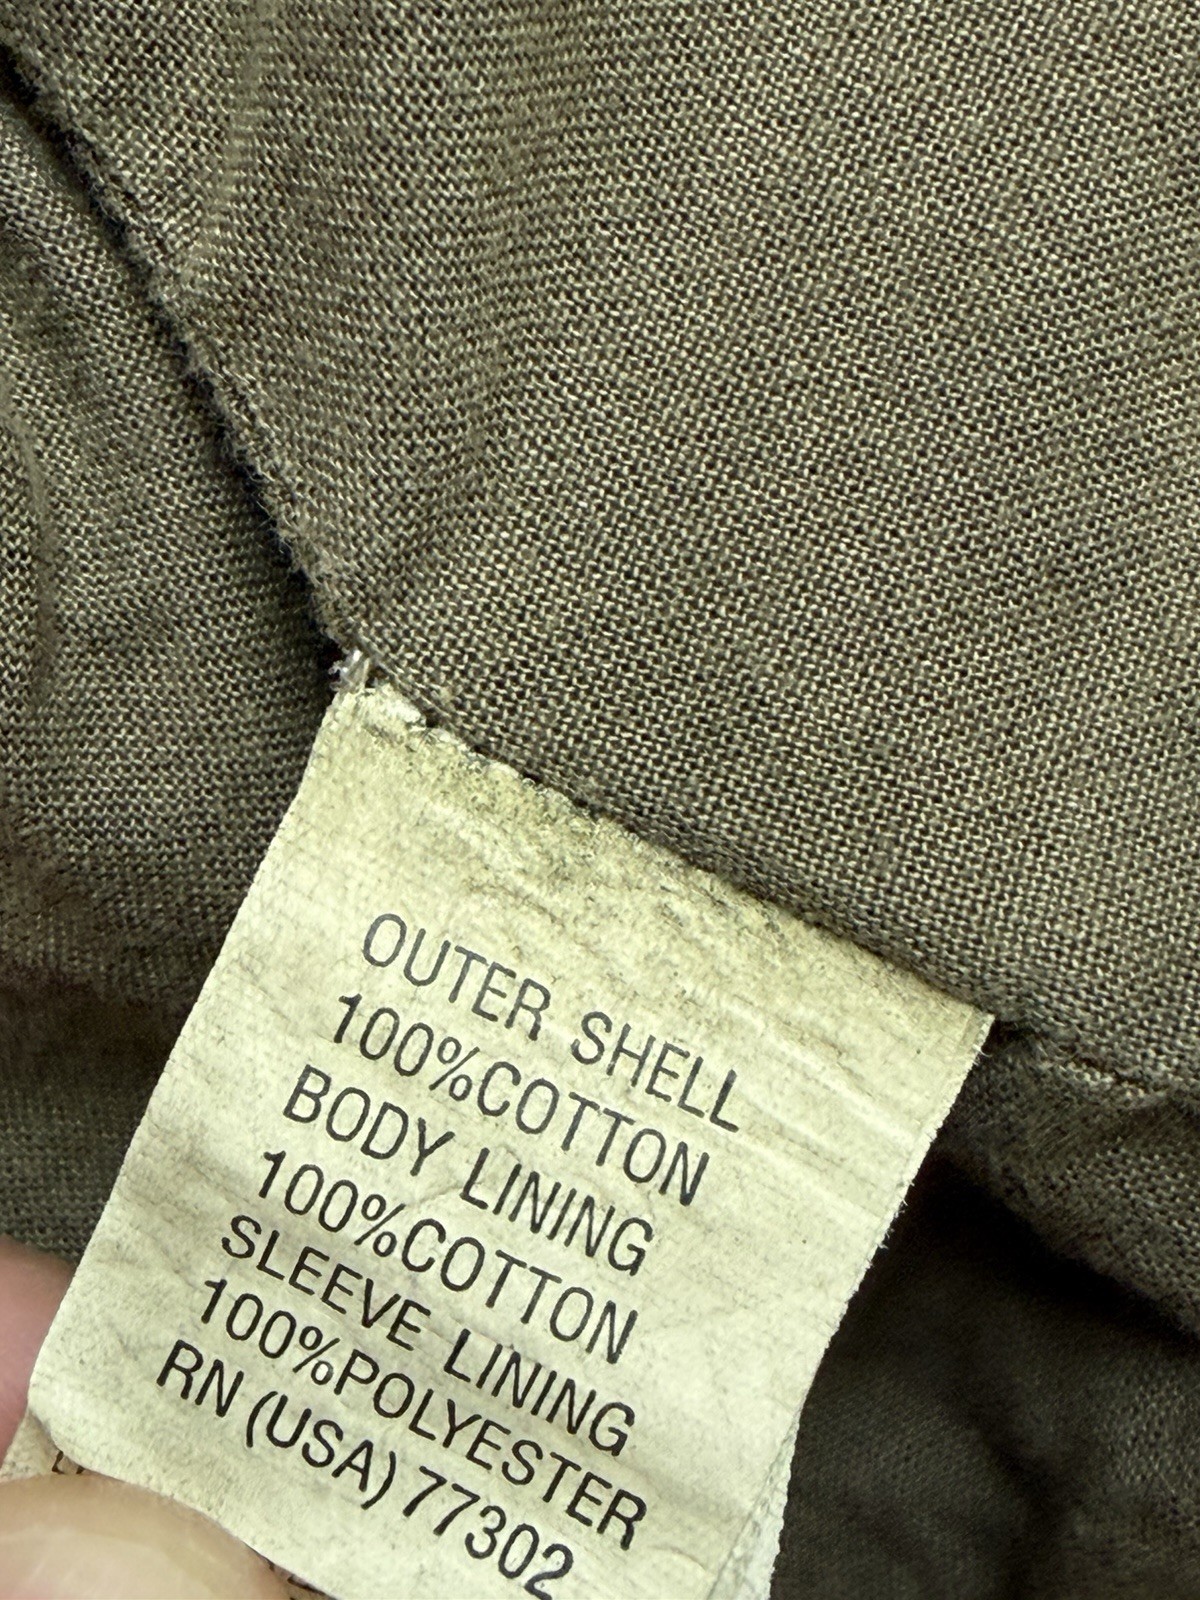 OUTER SHELL
100%COTTON
BODY LINING
100%COTTON
SLEEVE LINING
100%POLYESTER
RN (USA) 77302